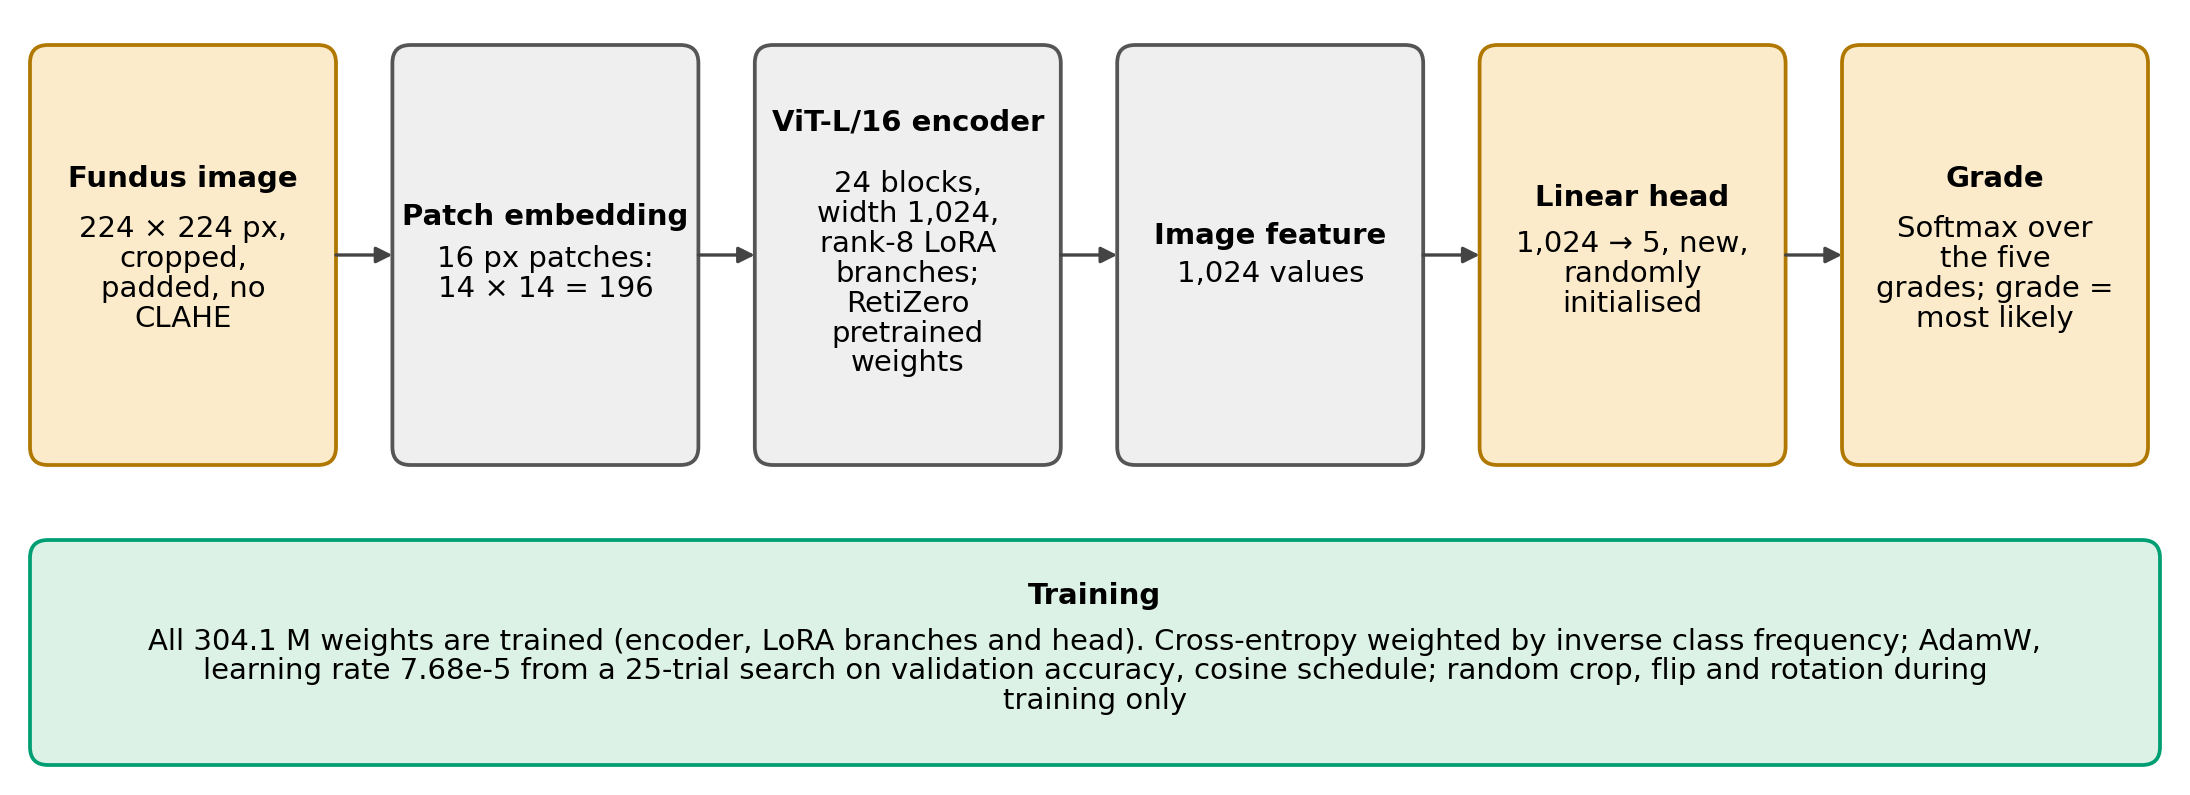 Fundus image
224 × 224 px,
cropped,
padded, no
CLAHE
Patch embedding
16 px patches:
14 × 14 = 196
ViT-L/16 encoder
24 blocks,
width 1,024,
rank-8 LoRA
branches;
RetiZero
pretrained
weights
Image feature
1,024 values
Linear head
1,024 → 5, new,
randomly
initialised
Grade
Softmax over
the five
grades; grade =
most likely
Training
All 304.1 M weights are trained (encoder, LoRA branches and head). Cross-entropy weighted by inverse class frequency; AdamW,
learning rate 7.68e-5 from a 25-trial search on validation accuracy, cosine schedule; random crop, flip and rotation during
training only